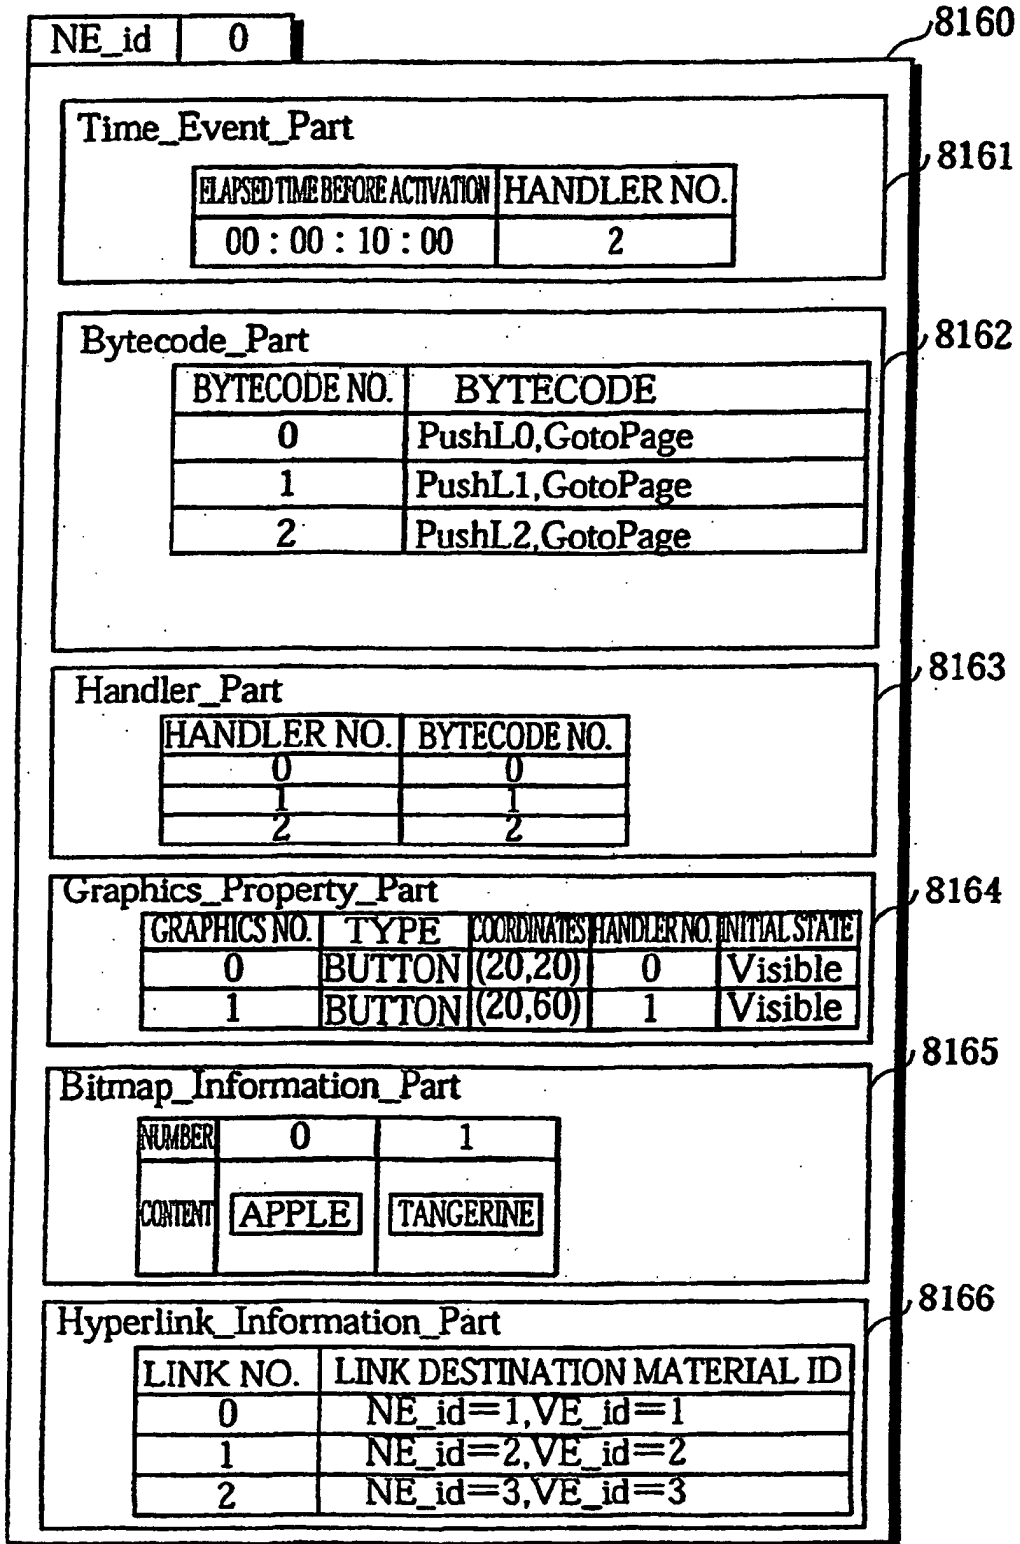 NE_id 0
8160
Time_Event_Part
8161
ELAPSED TIME BEFORE ACTIVATION HANDLER NO.
00 : 00 : 10 : 00 2
Bytecode_Part
8162
BYTECODE NO. BYTECODE
0 PushL0,GotoPage
1 PushL1,GotoPage
2 PushL2,GotoPage
Handler_Part
8163
HANDLER NO. BYTECODE NO.
0 0
1 1
2 2
Graphics_Property_Part
8164
GRAPHICS NO. TYPE COORDINATES HANDLER NO. INITIAL STATE
0 BUTTON (20,20) 0 Visible
1 BUTTON (20,60) 1 Visible
8165
Bitmap_Information_Part
NUMBER 0 1
CONTENT APPLE TANGERINE
8166
Hyperlink_Information_Part
LINK NO. LINK DESTINATION MATERIAL ID
0 NE_id=1,VE_id=1
1 NE_id=2,VE_id=2
2 NE_id=3,VE_id=3